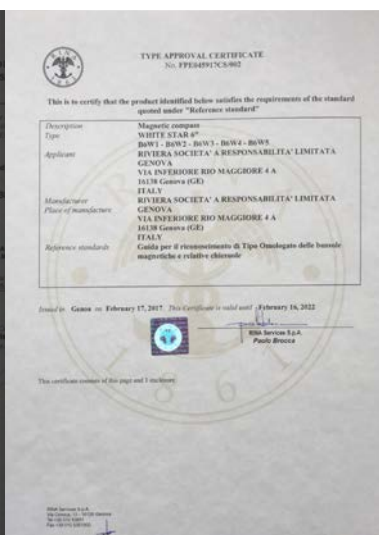 TYPE APPROVAL CERTIFICATE
No. FPE045917CS/002
This is to certify that the product identified below satisfies the requirements of the standard
quoted under "Reference standard"
Description Magnetic compass
Type WHITE STAR 6"
B6W1 - B6W2 - B6W3 - B6W4 - B6W5
Applicant RIVIERA SOCIETA' A RESPONSABILITA' LIMITATA
GENOVA
VIA INFERIORE RIO MAGGIORE 4 A
16138 Genova (GE)
ITALY
Manufacturer RIVIERA SOCIETA' A RESPONSABILITA' LIMITATA
Place of manufacture GENOVA
VIA INFERIORE RIO MAGGIORE 4 A
16138 Genova (GE)
ITALY
Reference standards Guida per il riconoscimento di Tipo Omologato delle bussole
magnetiche e relative chiesuole
Issued in Genoa on February 17, 2017. This Certificate is valid until February 16, 2022
RINA Services S.p.A.
Paolo Brocca
This certificate consists of this page and 1 enclosure
RINA Services S.p.A.